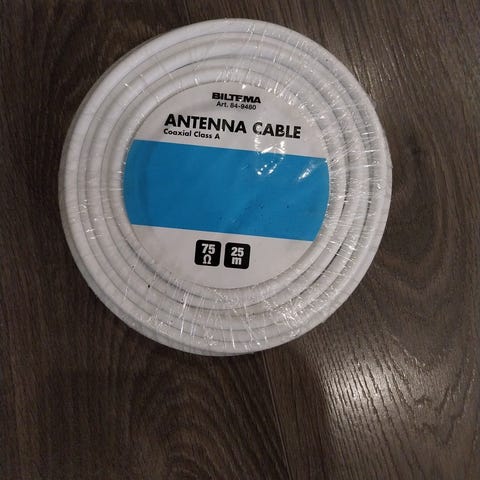 BILTEMA
Art. 84-9480
ANTENNA CABLE
Coaxial Class A
75 25
Ω m